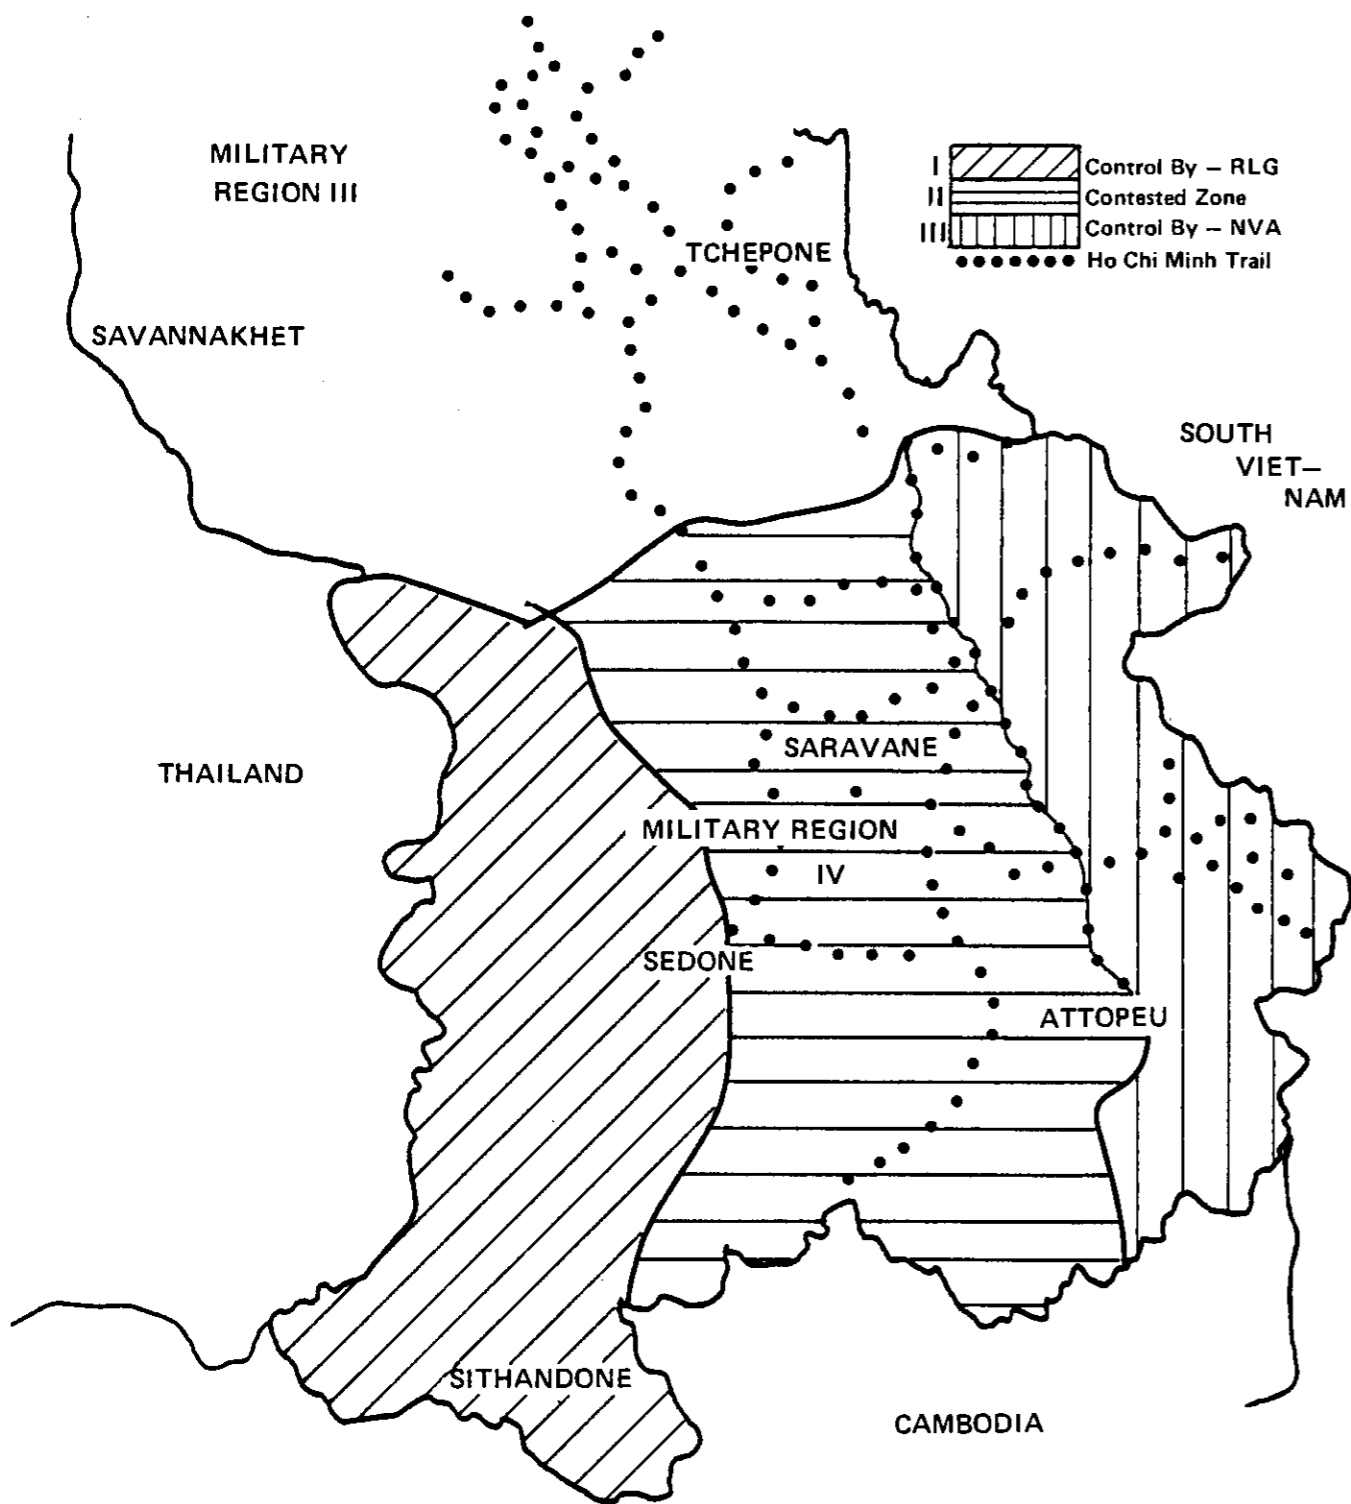 MILITARY
REGION III
I Control By – RLG
II Contested Zone
III Control By – NVA
Ho Chi Minh Trail
TCHEPONE
SAVANNAKHET
SOUTH
VIET–
NAM
THAILAND
SARAVANE
MILITARY REGION
IV
SEDONE
ATTOPEU
SITHANDONE
CAMBODIA